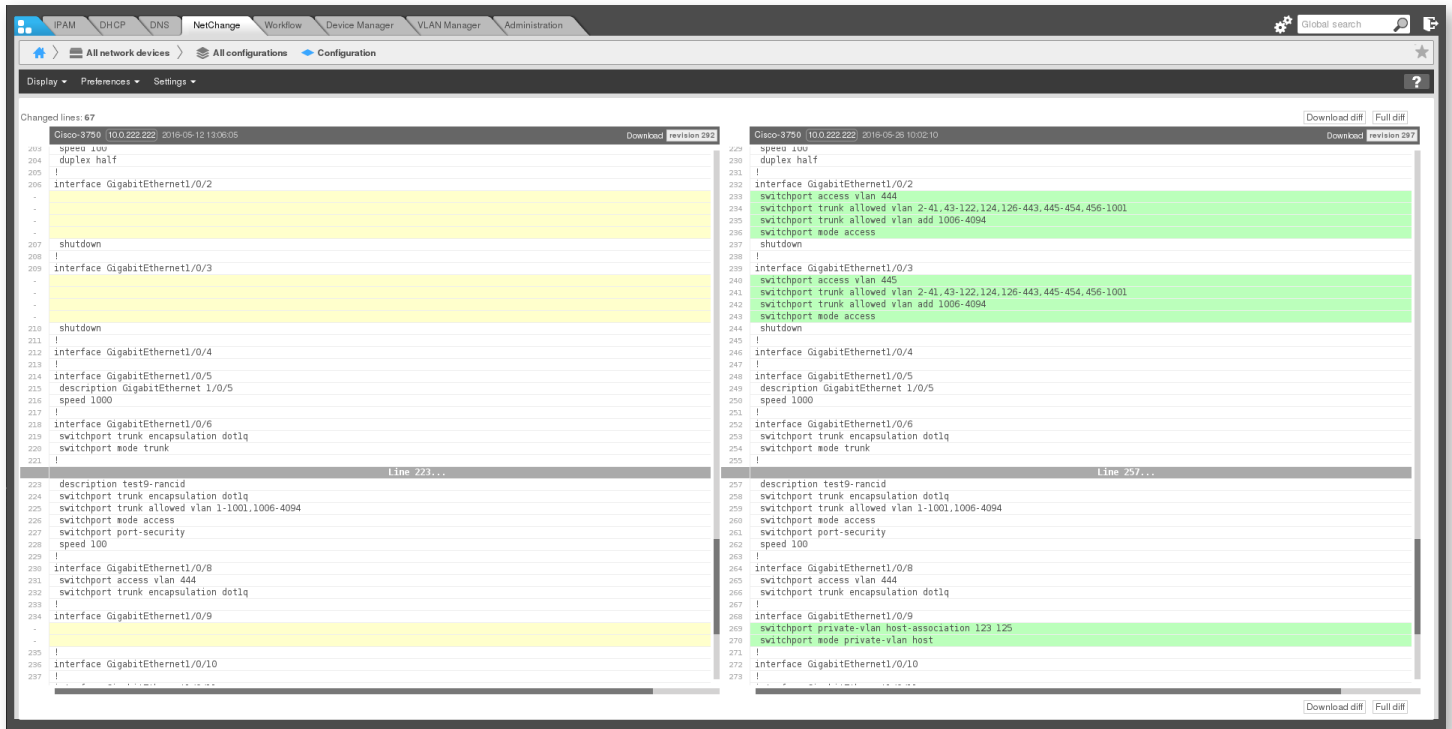 IPAM DHCP DNS NetChange Workflow Device Manager VLAN Manager Administration Global search
All network devices All configurations Configuration
Display Preferences Settings ?
Changed lines: 67 Download diff Full diff
Cisco-3750 10.0.222.222 2016-05-12 13:06:05 Download revision 292
203 speed 100
204 duplex half
205 !
206 interface GigabitEthernet1/0/2
-
-
-
-
207 shutdown
208 !
209 interface GigabitEthernet1/0/3
-
-
-
-
210 shutdown
211 !
212 interface GigabitEthernet1/0/4
213 !
214 interface GigabitEthernet1/0/5
215 description GigabitEthernet 1/0/5
216 speed 1000
217 !
218 interface GigabitEthernet1/0/6
219 switchport trunk encapsulation dot1q
220 switchport mode trunk
221 !
Line 223...
223 description test9-rancid
224 switchport trunk encapsulation dot1q
225 switchport trunk allowed vlan 1-1001,1006-4094
226 switchport mode access
227 switchport port-security
228 speed 100
229 !
230 interface GigabitEthernet1/0/8
231 switchport access vlan 444
232 switchport trunk encapsulation dot1q
233 !
234 interface GigabitEthernet1/0/9
-
-
235 !
236 interface GigabitEthernet1/0/10
237 !
Cisco-3750 10.0.222.222 2016-05-26 10:02:10 Download revision 297
229 speed 100
230 duplex half
231 !
232 interface GigabitEthernet1/0/2
233 switchport access vlan 444
234 switchport trunk allowed vlan 2-41,43-122,124,126-443,445-454,456-1001
235 switchport trunk allowed vlan add 1006-4094
236 switchport mode access
237 shutdown
238 !
239 interface GigabitEthernet1/0/3
240 switchport access vlan 445
241 switchport trunk allowed vlan 2-41,43-122,124,126-443,445-454,456-1001
242 switchport trunk allowed vlan add 1006-4094
243 switchport mode access
244 shutdown
245 !
246 interface GigabitEthernet1/0/4
247 !
248 interface GigabitEthernet1/0/5
249 description GigabitEthernet 1/0/5
250 speed 1000
251 !
252 interface GigabitEthernet1/0/6
253 switchport trunk encapsulation dot1q
254 switchport mode trunk
255 !
Line 257...
257 description test9-rancid
258 switchport trunk encapsulation dot1q
259 switchport trunk allowed vlan 1-1001,1006-4094
260 switchport mode access
261 switchport port-security
262 speed 100
263 !
264 interface GigabitEthernet1/0/8
265 switchport access vlan 444
266 switchport trunk encapsulation dot1q
267 !
268 interface GigabitEthernet1/0/9
269 switchport private-vlan host-association 123 125
270 switchport mode private-vlan host
271 !
272 interface GigabitEthernet1/0/10
273 !
Download diff Full diff